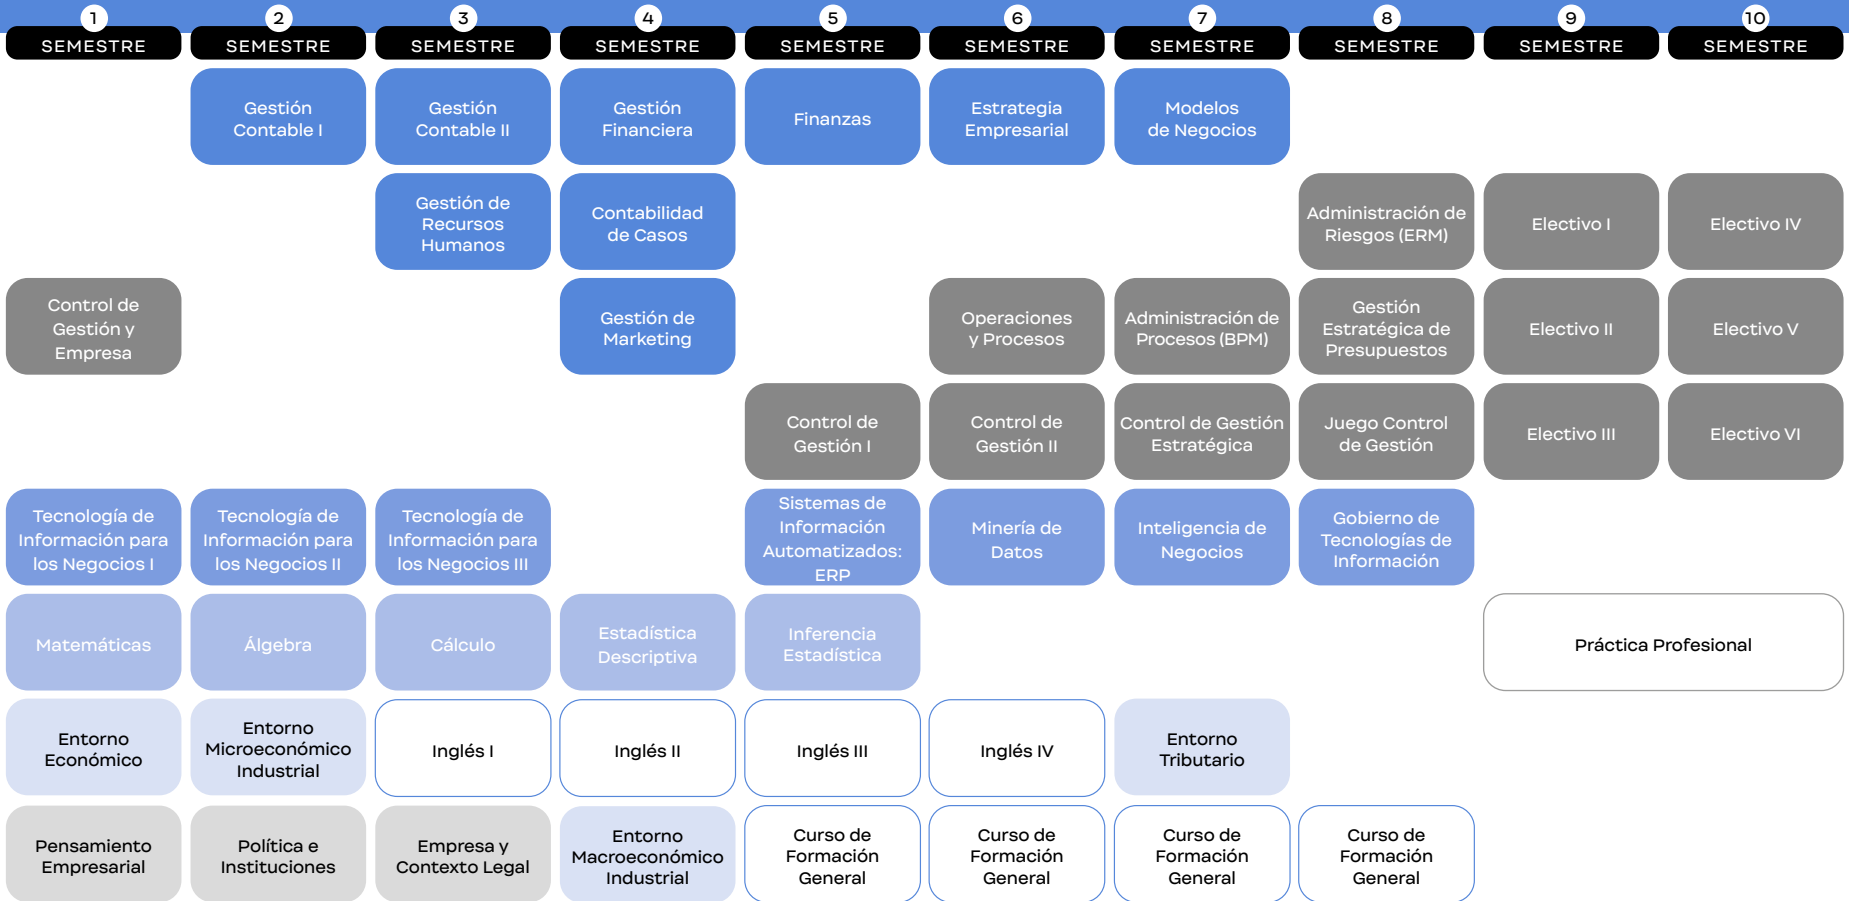 1 2 3 4 5 6 7 8 9 10
SEMESTRE SEMESTRE SEMESTRE SEMESTRE SEMESTRE SEMESTRE SEMESTRE SEMESTRE SEMESTRE SEMESTRE
Gestión
Contable I
Gestión
Contable II
Gestión
Financiera
Finanzas
Estrategia
Empresarial
Modelos
de Negocios
Gestión de
Recursos
Humanos
Contabilidad
de Casos
Administración de
Riesgos (ERM)
Electivo I
Electivo IV
Control de
Gestión y
Empresa
Gestión de
Marketing
Operaciones
y Procesos
Administración de
Procesos (BPM)
Gestión
Estratégica de
Presupuestos
Electivo II
Electivo V
Control de
Gestión I
Control de
Gestión II
Control de Gestión
Estratégica
Juego Control
de Gestión
Electivo III
Electivo VI
Tecnología de
Información para
los Negocios I
Tecnología de
Información para
los Negocios II
Tecnología de
Información para
los Negocios III
Sistemas de
Información
Automatizados:
ERP
Minería de
Datos
Inteligencia de
Negocios
Gobierno de
Tecnologías de
Información
Matemáticas
Álgebra
Cálculo
Estadística
Descriptiva
Inferencia
Estadística
Práctica Profesional
Entorno
Económico
Entorno
Microeconómico
Industrial
Inglés I
Inglés II
Inglés III
Inglés IV
Entorno
Tributario
Pensamiento
Empresarial
Política e
Instituciones
Empresa y
Contexto Legal
Entorno
Macroeconómico
Industrial
Curso de
Formación
General
Curso de
Formación
General
Curso de
Formación
General
Curso de
Formación
General